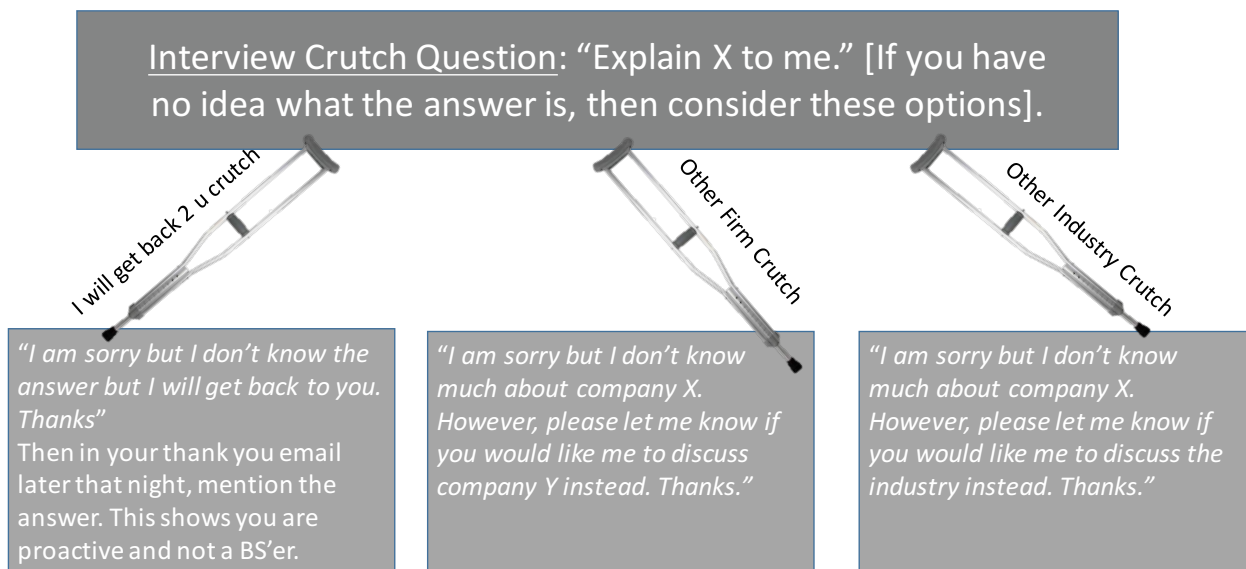 Interview Crutch Question: “Explain X to me.” [If you have
no idea what the answer is, then consider these options].
I will get back 2 u crutch
Other Firm Crutch
Other Industry Crutch
“I am sorry but I don’t know the
answer but I will get back to you.
Thanks”
Then in your thank you email
later that night, mention the
answer. This shows you are
proactive and not a BS’er.
“I am sorry but I don’t know
much about company X.
However, please let me know if
you would like me to discuss
company Y instead. Thanks.”
“I am sorry but I don’t know
much about company X.
However, please let me know if
you would like me to discuss the
industry instead. Thanks.”